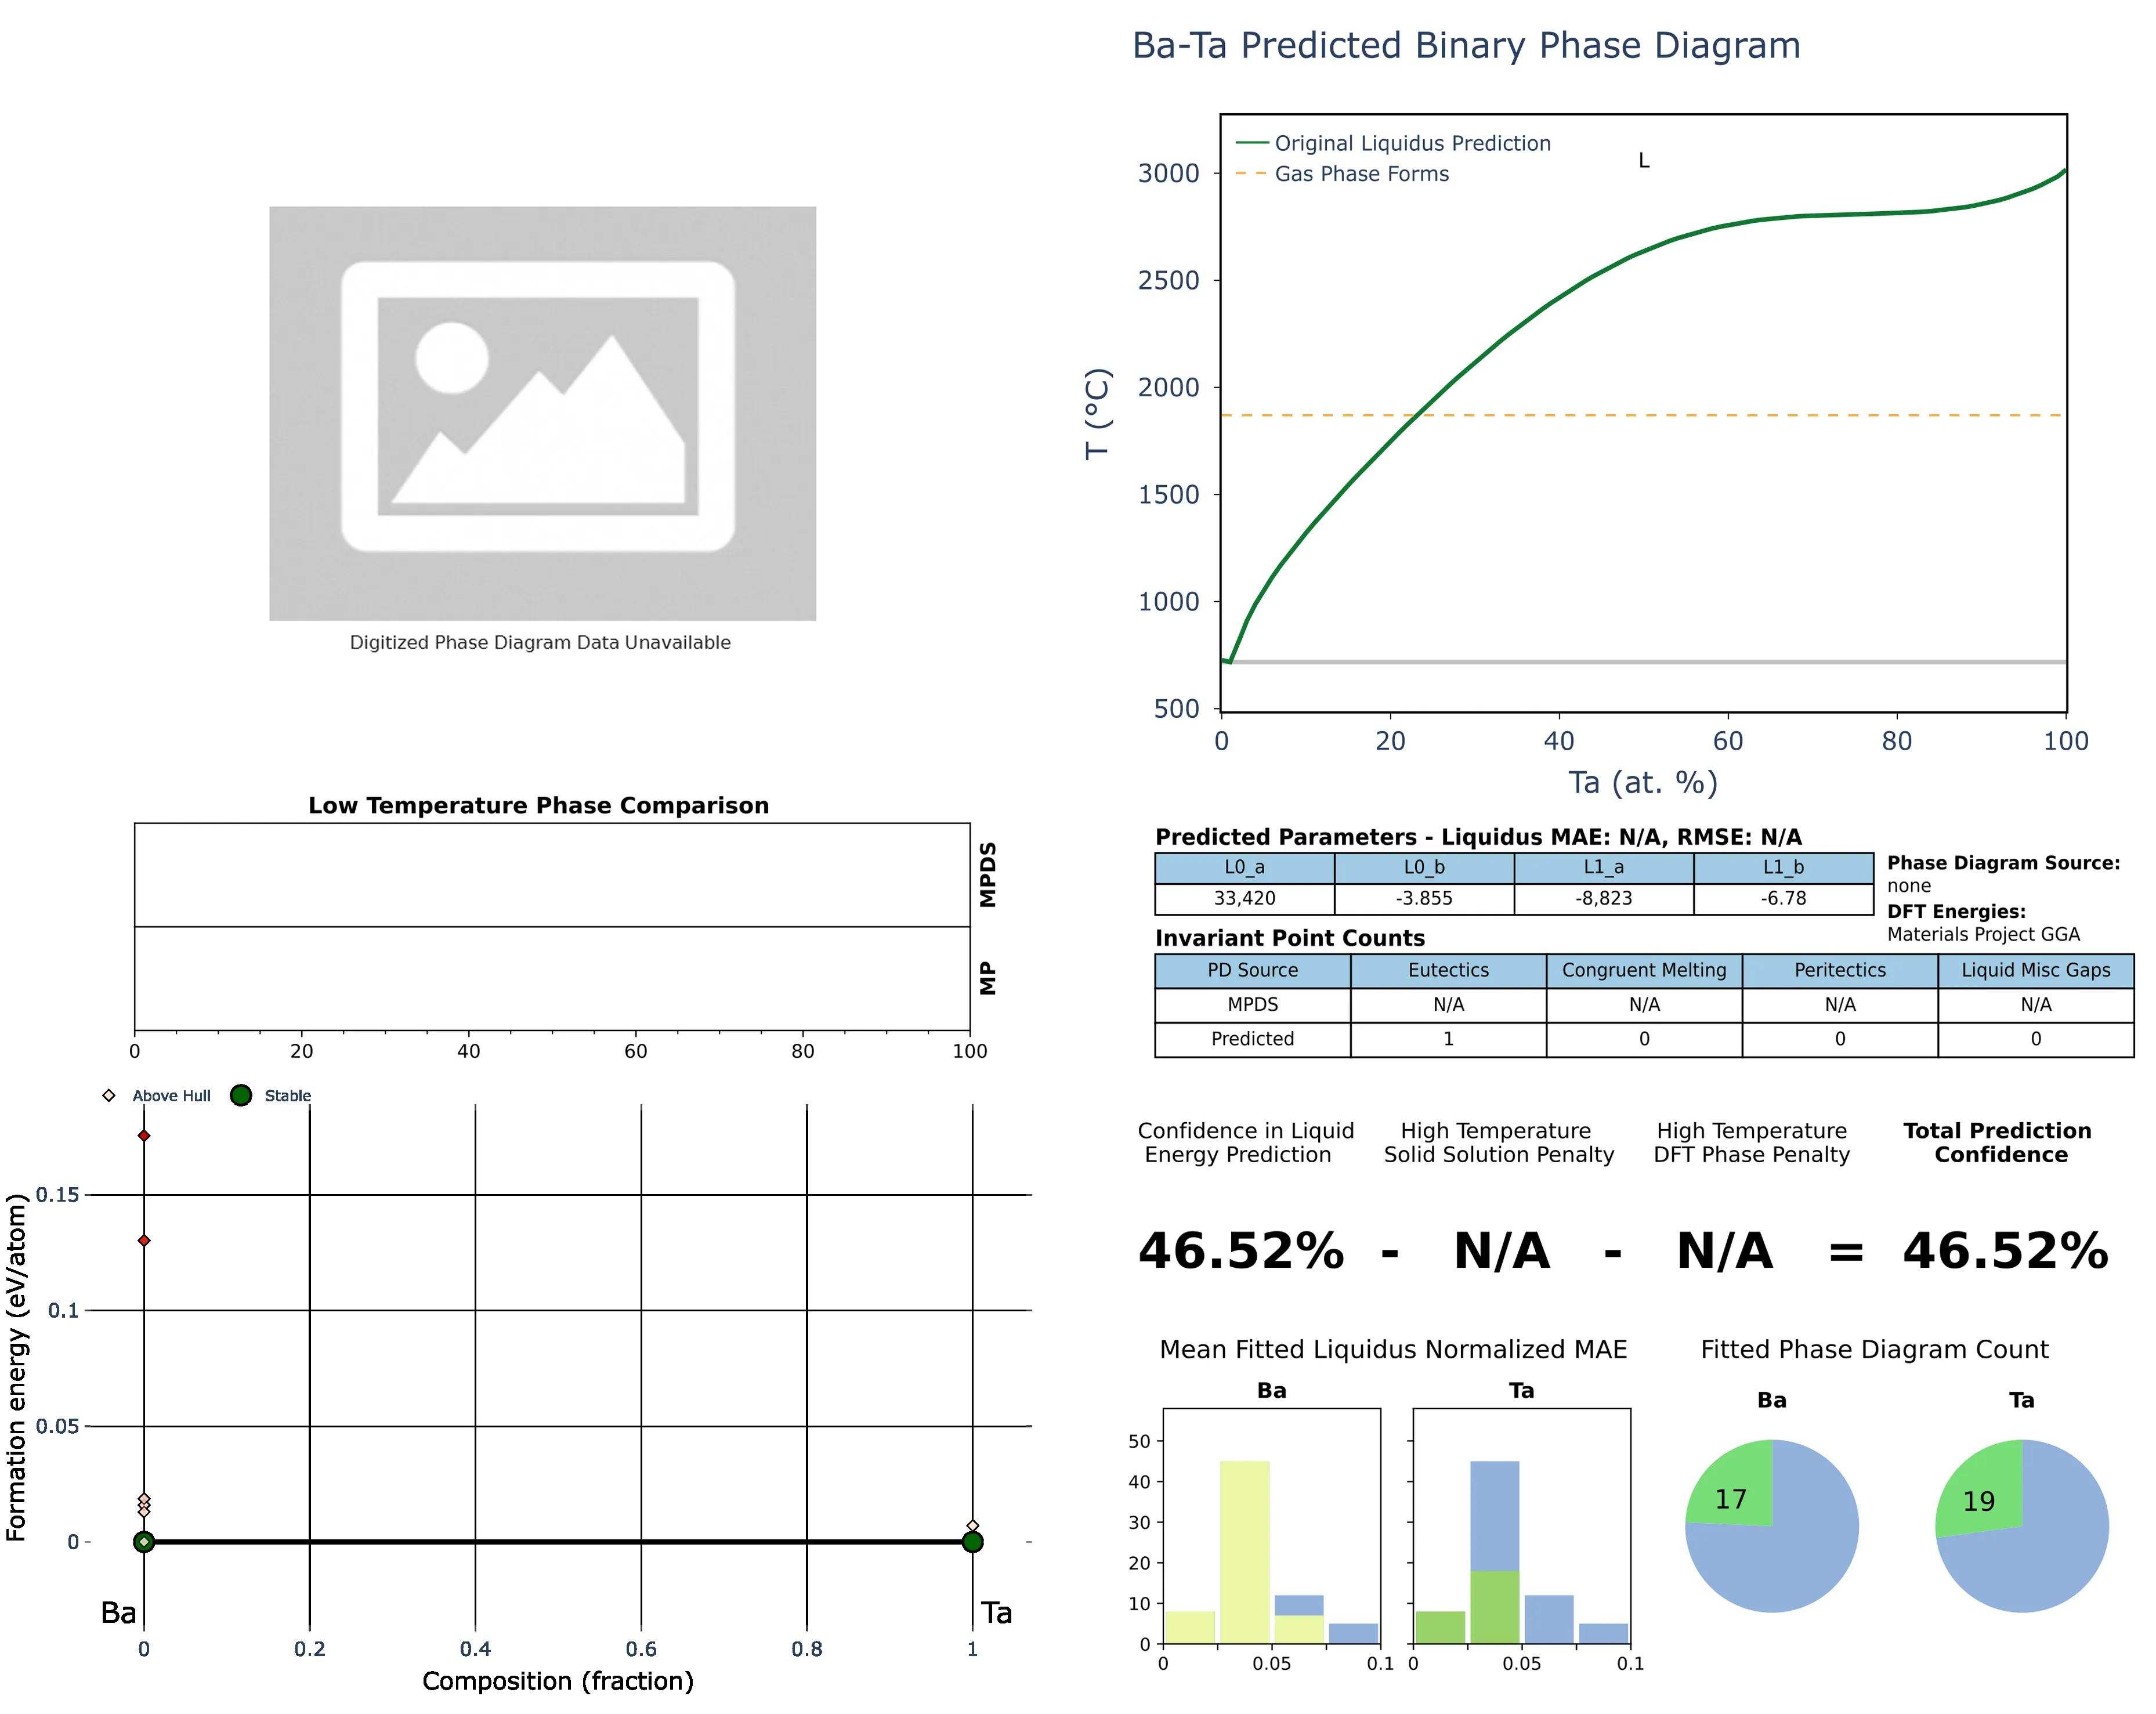 Ba-Ta Predicted Binary Phase Diagram
Digitized Phase Diagram Data Unavailable
Original Liquidus Prediction
Gas Phase Forms
L
3000
2500
2000
1500
1000
500
T (°C)
0 20 40 60 80 100
Ta (at. %)
Low Temperature Phase Comparison
MPDS
MP
0 20 40 60 80 100
Predicted Parameters - Liquidus MAE: N/A, RMSE: N/A
L0_a L0_b L1_a L1_b
33,420 -3.855 -8,823 -6.78
Phase Diagram Source:
none
DFT Energies:
Materials Project GGA
Invariant Point Counts
PD Source Eutectics Congruent Melting Peritectics Liquid Misc Gaps
MPDS N/A N/A N/A N/A
Predicted 1 0 0 0
Above Hull Stable
0.15
0.1
0.05
0
Formation energy (eV/atom)
Ba Ta
0 0.2 0.4 0.6 0.8 1
Composition (fraction)
Confidence in Liquid
Energy Prediction
High Temperature
Solid Solution Penalty
High Temperature
DFT Phase Penalty
Total Prediction
Confidence
46.52% - N/A - N/A = 46.52%
Mean Fitted Liquidus Normalized MAE
Ba Ta
50
40
30
20
10
0
0 0.05 0.1
0 0.05 0.1
Fitted Phase Diagram Count
Ba Ta
17 19